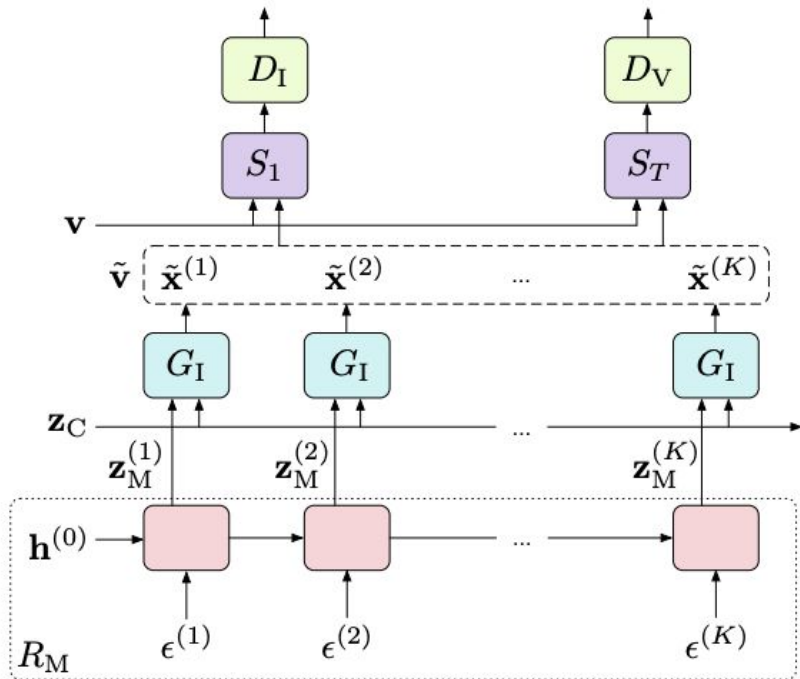 D_I D_V
S_1 S_T
v
ṽ x̃^(1) x̃^(2) ... x̃^(K)
G_I G_I G_I
z_C ...
z_M^(1) z_M^(2) z_M^(K)
h^(0) ...
ϵ^(1) ϵ^(2) ϵ^(K)
R_M